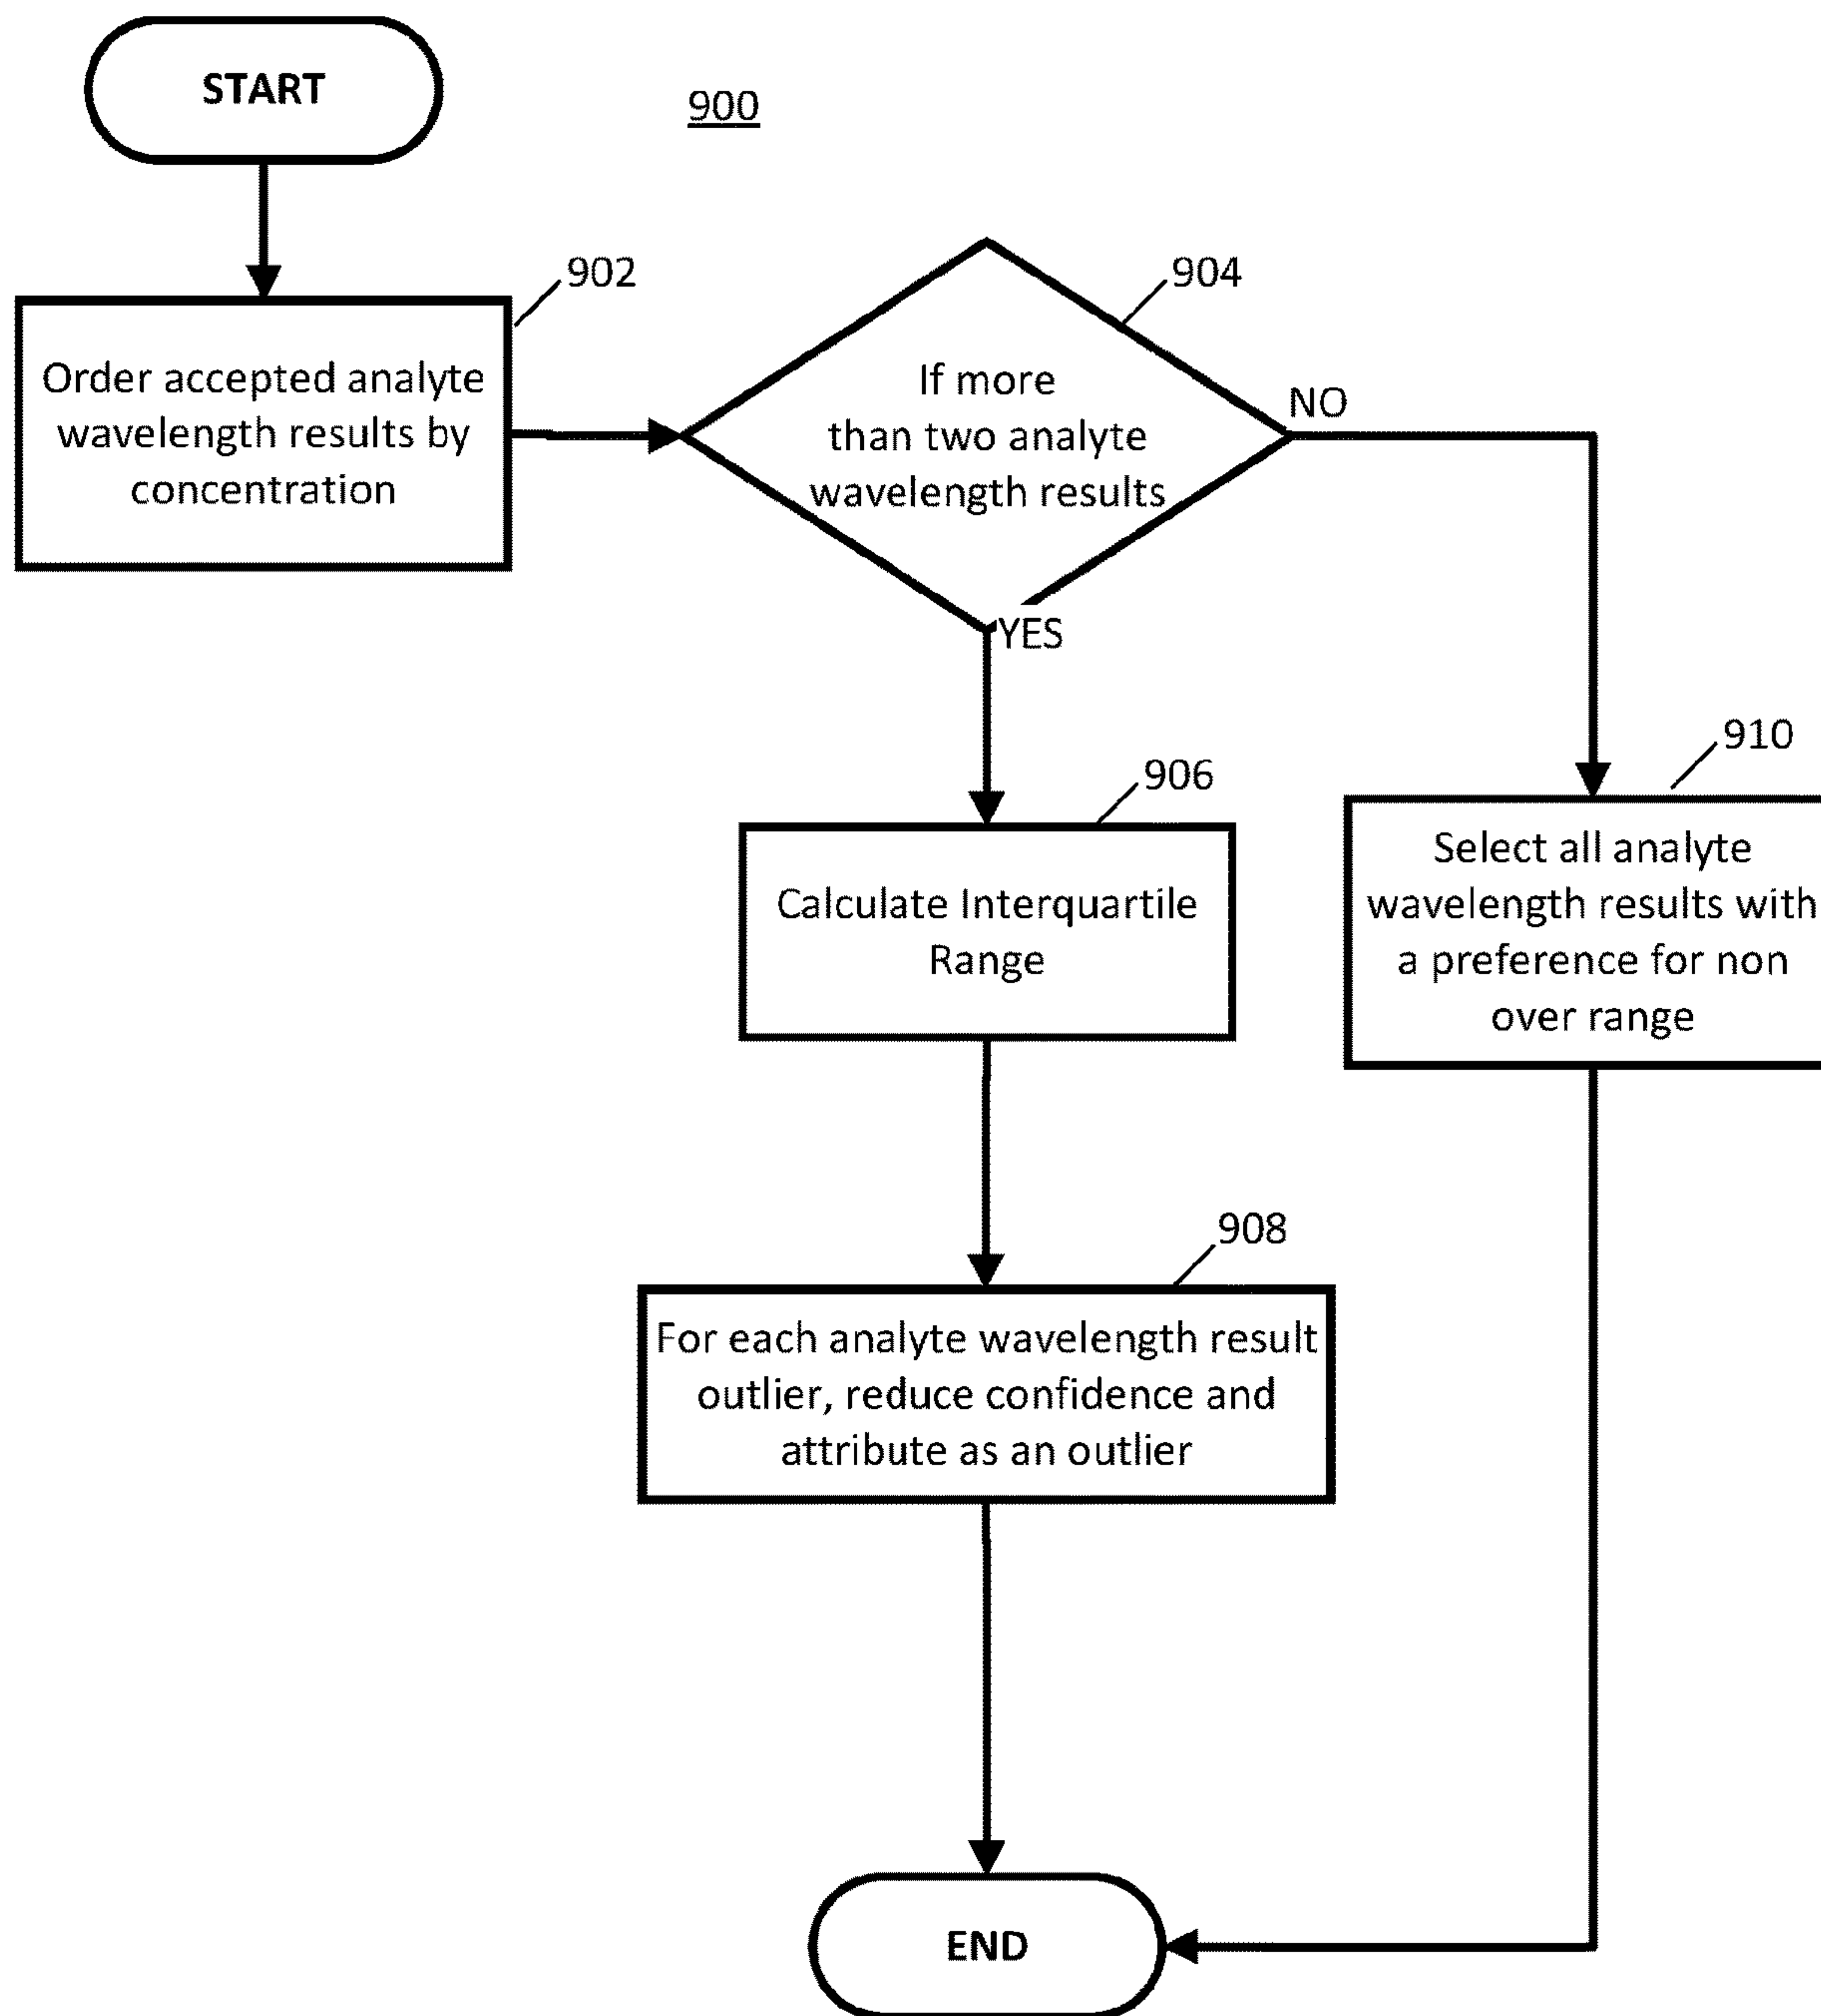 START
900
902
Order accepted analyte
wavelength results by
concentration
904
If more
than two analyte
wavelength results
NO
YES
906
Calculate Interquartile
Range
910
Select all analyte
wavelength results with
a preference for non
over range
908
For each analyte wavelength result
outlier, reduce confidence and
attribute as an outlier
END